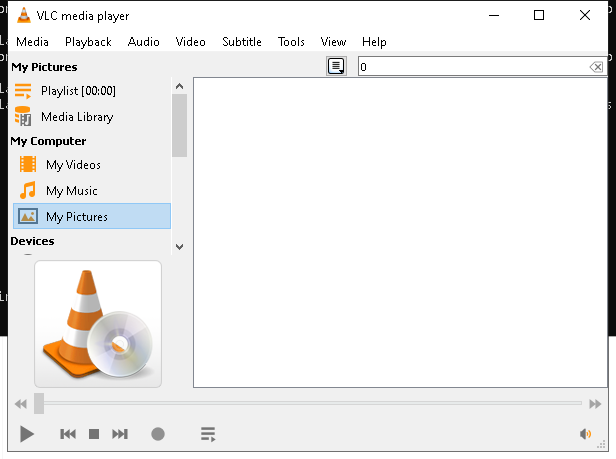 VLC media player
Media Playback Audio Video Subtitle Tools View Help
My Pictures
0
Playlist [00:00]
Media Library
My Computer
My Videos
My Music
My Pictures
Devices